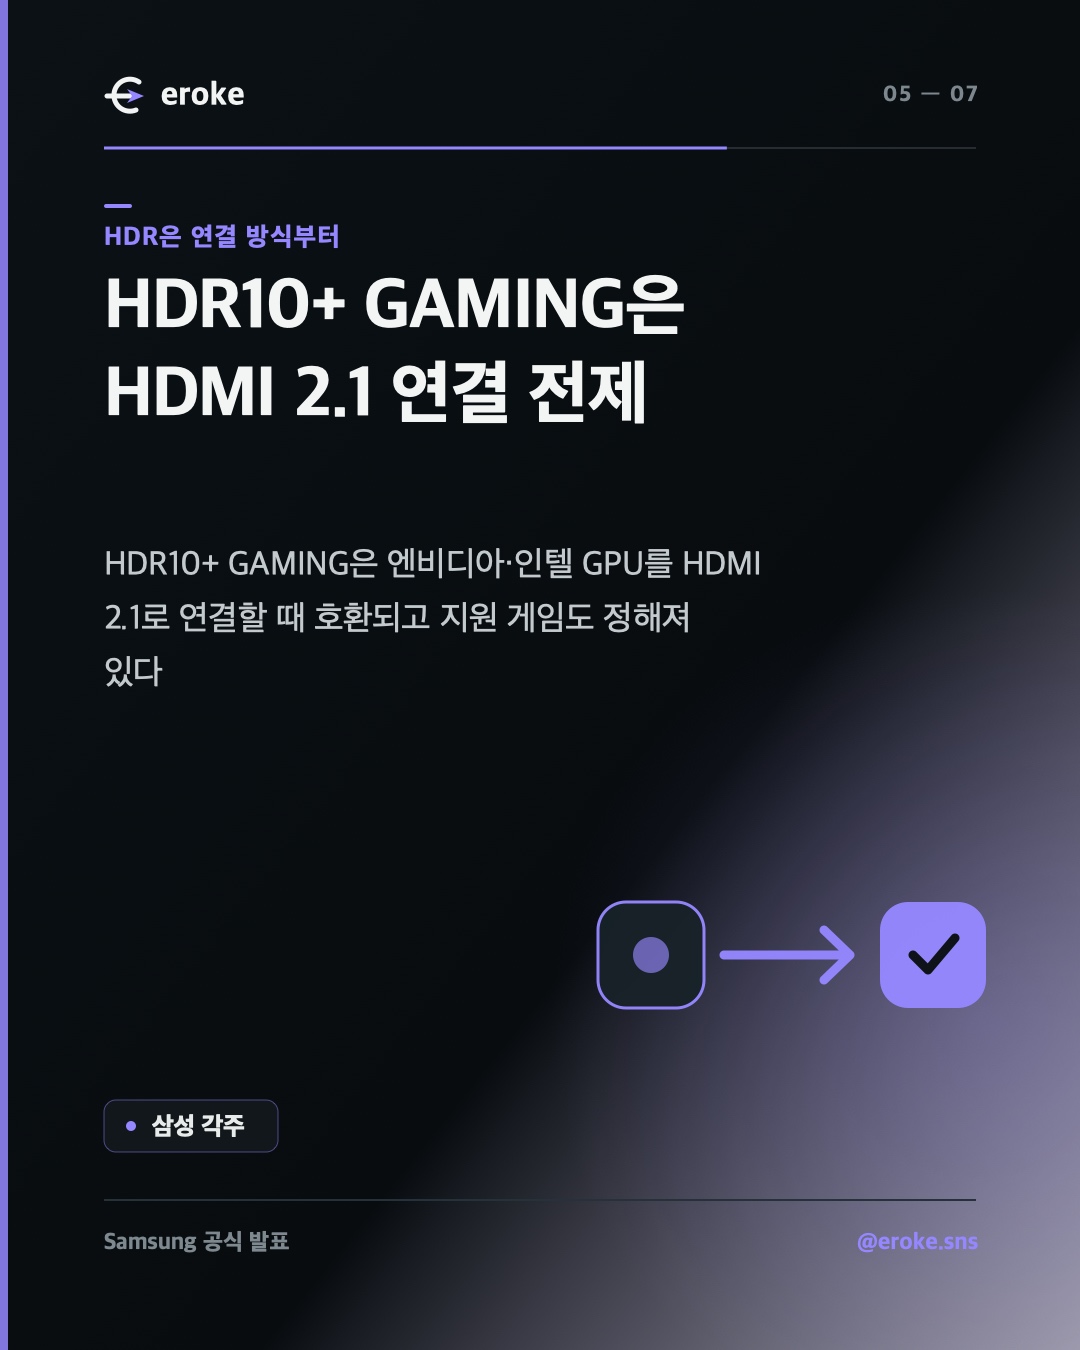 eroke
05 — 07
HDR은 연결 방식부터
HDR10+ GAMING은
HDMI 2.1 연결 전제
HDR10+ GAMING은 엔비디아·인텔 GPU를 HDMI
2.1로 연결할 때 호환되고 지원 게임도 정해져
있다
삼성 각주
Samsung 공식 발표
@eroke.sns